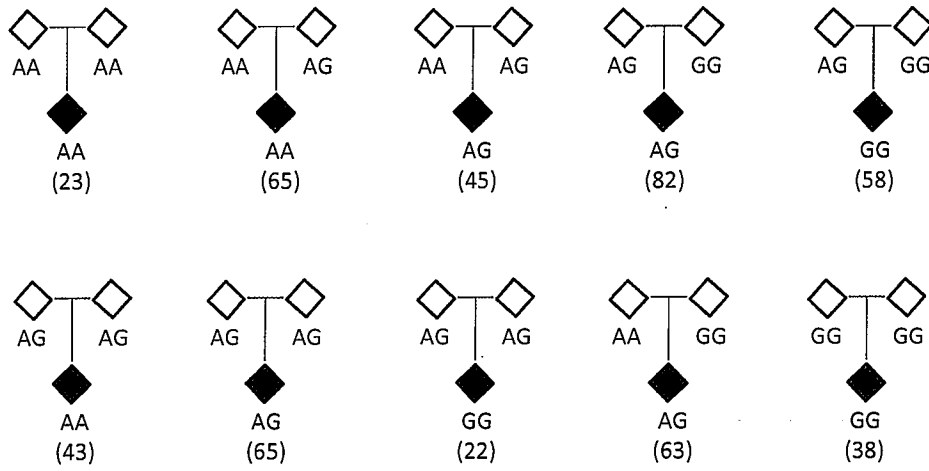 AA AA AA AG AA AG AG GG AG GG
AA AA AG AG GG
(23) (65) (45) (82) (58)
AG AG AG AG AG AG AA GG GG GG
AA AG GG AG GG
(43) (65) (22) (63) (38)